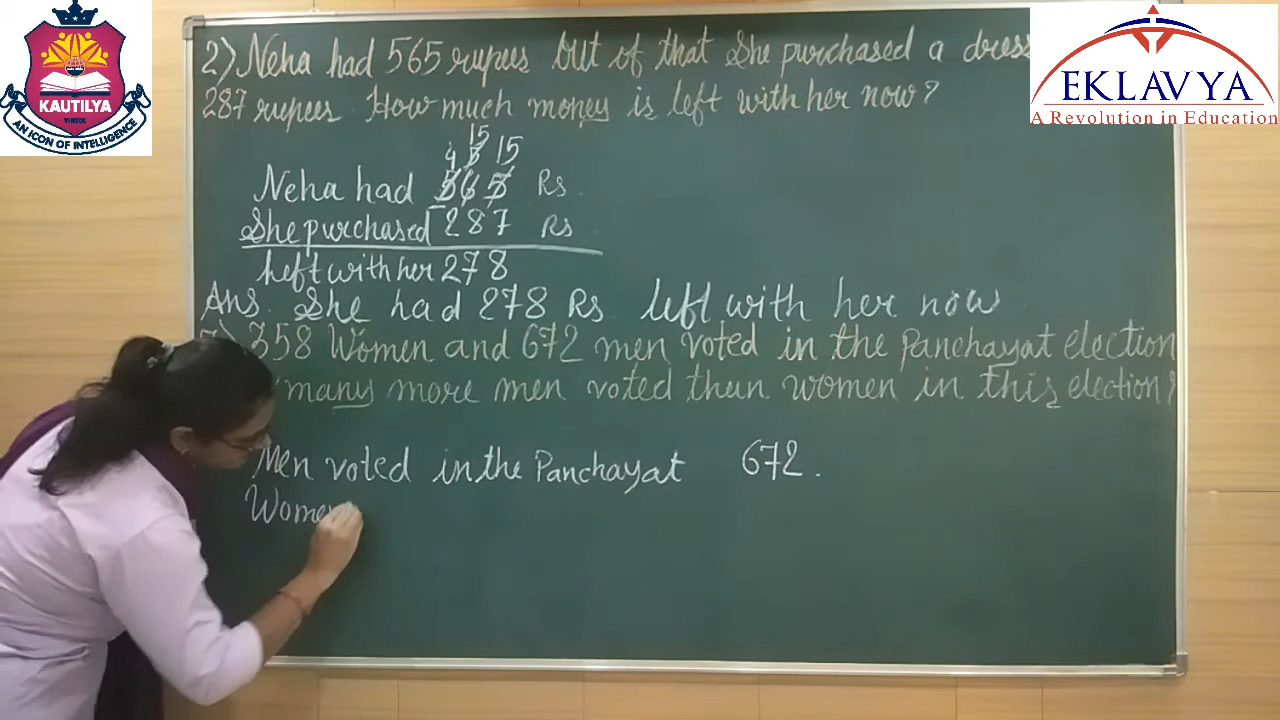 KAUTILYA
AN ICON OF INTELLIGENCE
EKLAVYA
A Revolution in Education
2) Neha had 565 rupees out of that She purchased a dress
287 rupees. How much money is left with her now?
15
4 5 15
Neha had 565 Rs.
She purchased 287 Rs
Left with her 278
Ans. She had 278 Rs left with her now
358 Women and 672 men voted in the Panchayat election
many more men voted than women in this election?
Men voted in the Panchayat 672.
Women